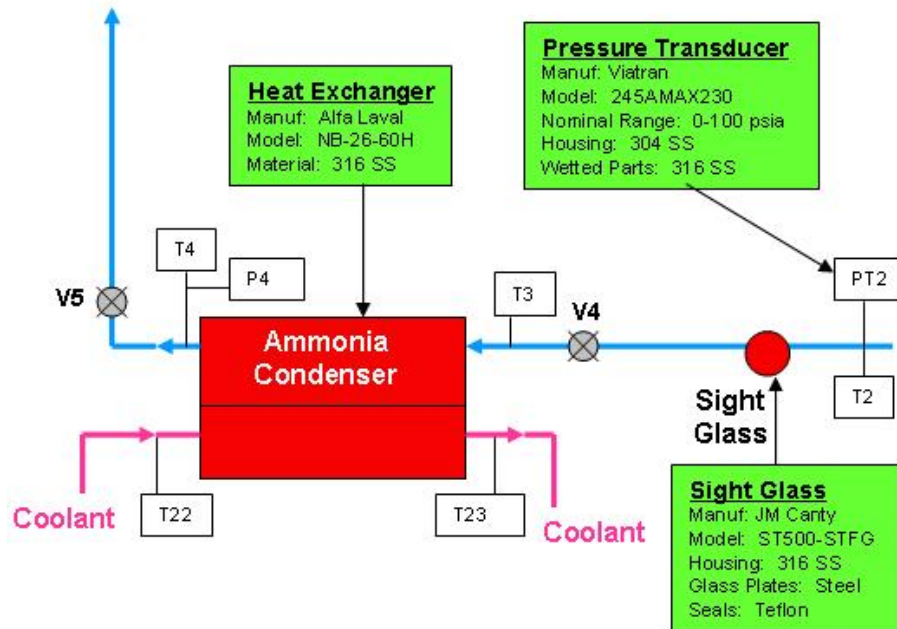 Pressure Transducer
Manuf: Viatran
Model: 245AMAX230
Nominal Range: 0-100 psia
Housing: 304 SS
Wetted Parts: 316 SS
Heat Exchanger
Manuf: Alfa Laval
Model: NB-26-60H
Material: 316 SS
T4
P4
V5
T3
V4
PT2
T2
Ammonia
Condenser
Sight
Glass
Coolant
T22
T23
Coolant
Sight Glass
Manuf: JM Canty
Model: ST500-STFG
Housing: 316 SS
Glass Plates: Steel
Seals: Teflon